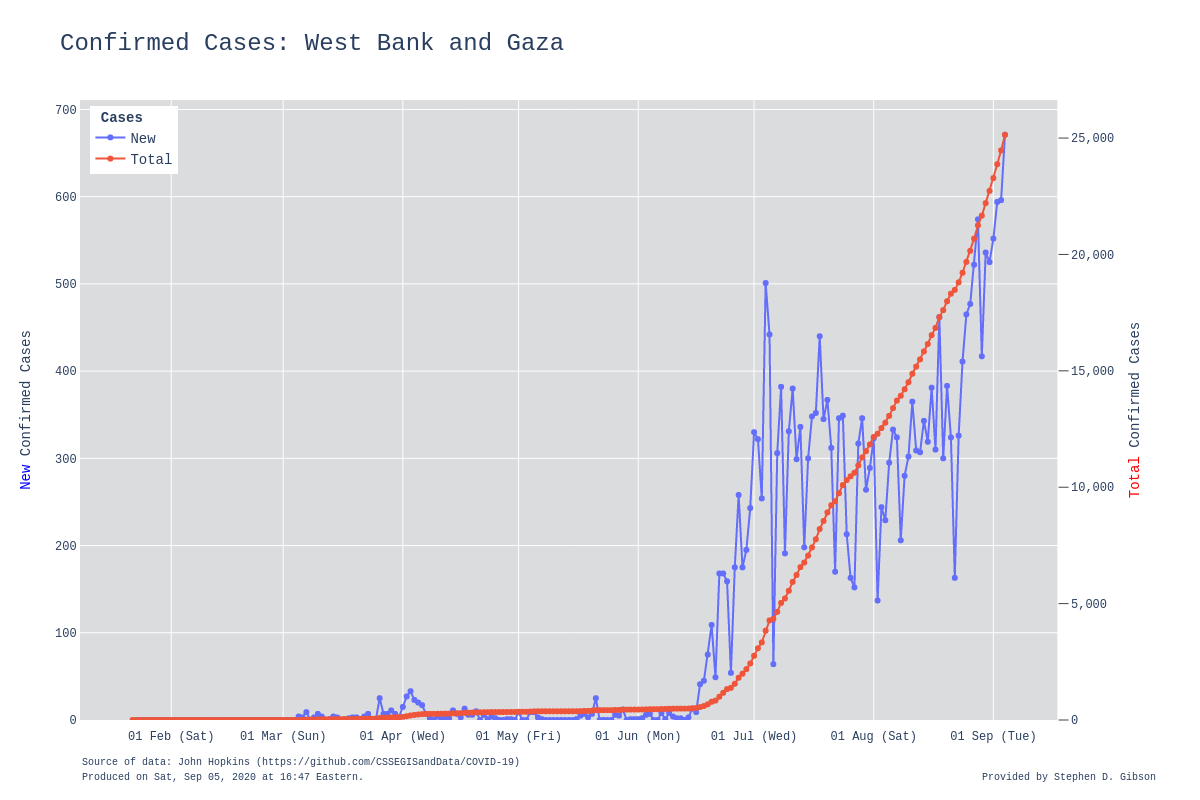 Confirmed Cases: West Bank and Gaza
Cases
New
Total
700
600
500
400
300
200
100
0
New Confirmed Cases
25,000
20,000
15,000
10,000
5,000
0
Total Confirmed Cases
01 Feb (Sat) 01 Mar (Sun) 01 Apr (Wed) 01 May (Fri) 01 Jun (Mon) 01 Jul (Wed) 01 Aug (Sat) 01 Sep (Tue)
Source of data: John Hopkins (https://github.com/CSSEGISandData/COVID-19)
Produced on Sat, Sep 05, 2020 at 16:47 Eastern.
Provided by Stephen D. Gibson